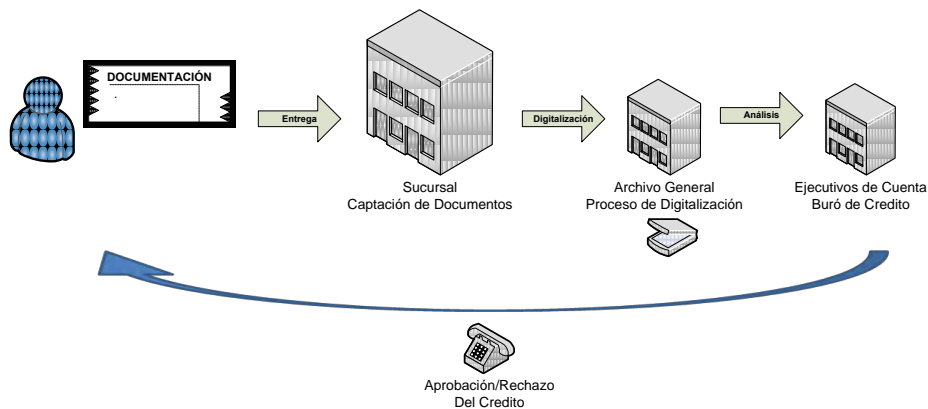 DOCUMENTACIÓN
Entrega
Digitalización
Análisis
Sucursal
Captación de Documentos
Archivo General
Proceso de Digitalización
Ejecutivos de Cuenta
Buró de Credito
Aprobación/Rechazo
Del Credito